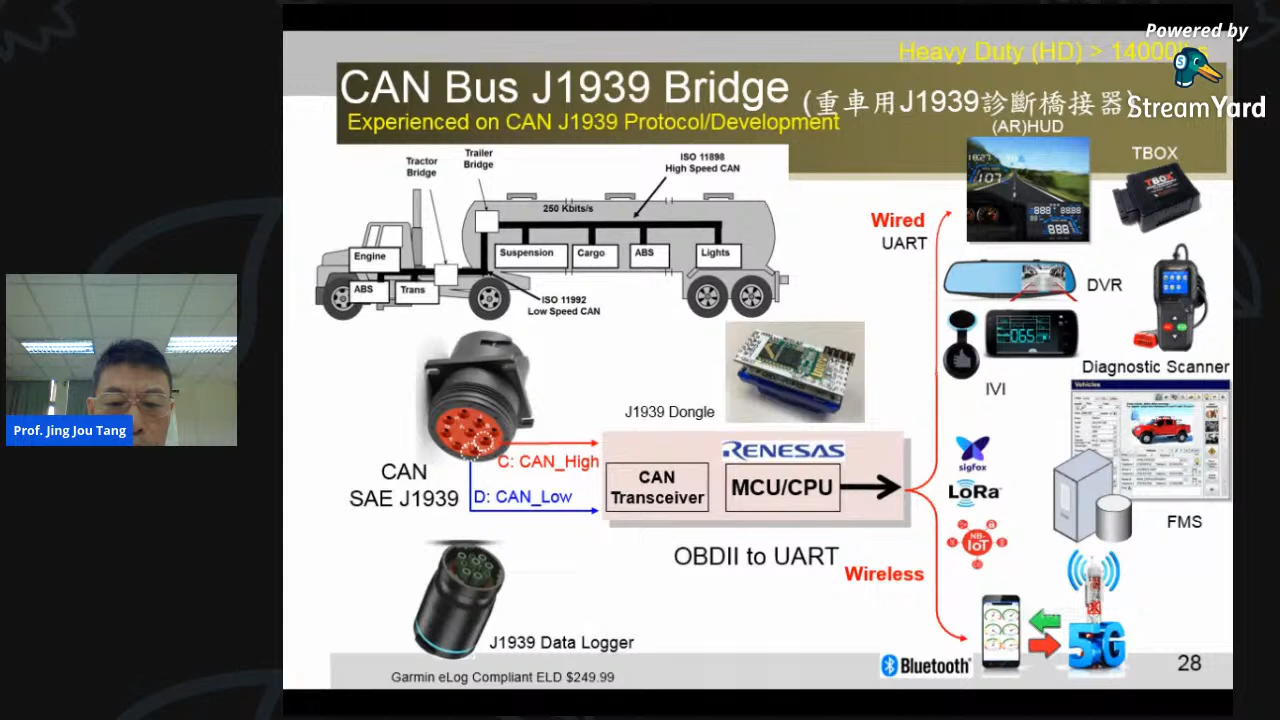 Powered by
StreamYard
Heavy Duty (HD) > 14000lbs
CAN Bus J1939 Bridge (重車用J1939診斷橋接器)
Experienced on CAN J1939 Protocol/Development
Tractor
Bridge
Trailer
Bridge
ISO 11898
High Speed CAN
250 Kbits/s
Engine
ABS
Trans
Suspension
Cargo
ABS
Lights
ISO 11992
Low Speed CAN
Wired
UART
(AR)HUD
TBOX
DVR
IVI
Diagnostic Scanner
Prof. Jing Jou Tang
J1939 Dongle
CAN
SAE J1939
C: CAN_High
D: CAN_Low
RENESAS
CAN
Transceiver
MCU/CPU
OBDII to UART
Wireless
sigfox
LoRa
NB-
IoT
Vehicles
FMS
5G
Bluetooth
J1939 Data Logger
Garmin eLog Compliant ELD $249.99
28